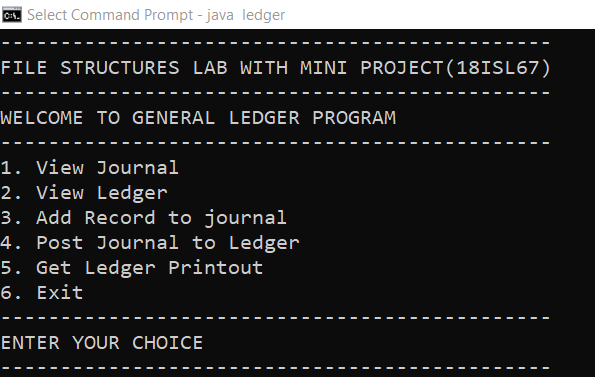 Select Command Prompt - java  ledger
----------------------------------------------
FILE STRUCTURES LAB WITH MINI PROJECT(18ISL67)
----------------------------------------------
WELCOME TO GENERAL LEDGER PROGRAM
----------------------------------------------
1. View Journal
2. View Ledger
3. Add Record to journal
4. Post Journal to Ledger
5. Get Ledger Printout
6. Exit
----------------------------------------------
ENTER YOUR CHOICE
----------------------------------------------